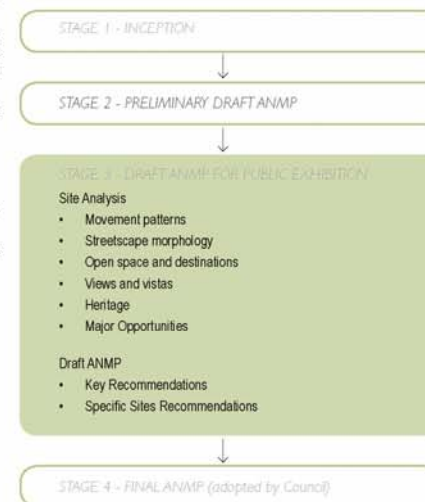 STAGE 1 - INCEPTION
STAGE 2 - PRELIMINARY DRAFT ANMP
STAGE 3 - DRAFT ANMP FOR PUBLIC EXHIBITION
Site Analysis
• Movement patterns
• Streetscape morphology
• Open space and destinations
• Views and vistas
• Heritage
• Major Opportunities
Draft ANMP
• Key Recommendations
• Specific Sites Recommendations
STAGE 4 - FINAL ANMP (adopted by Council)